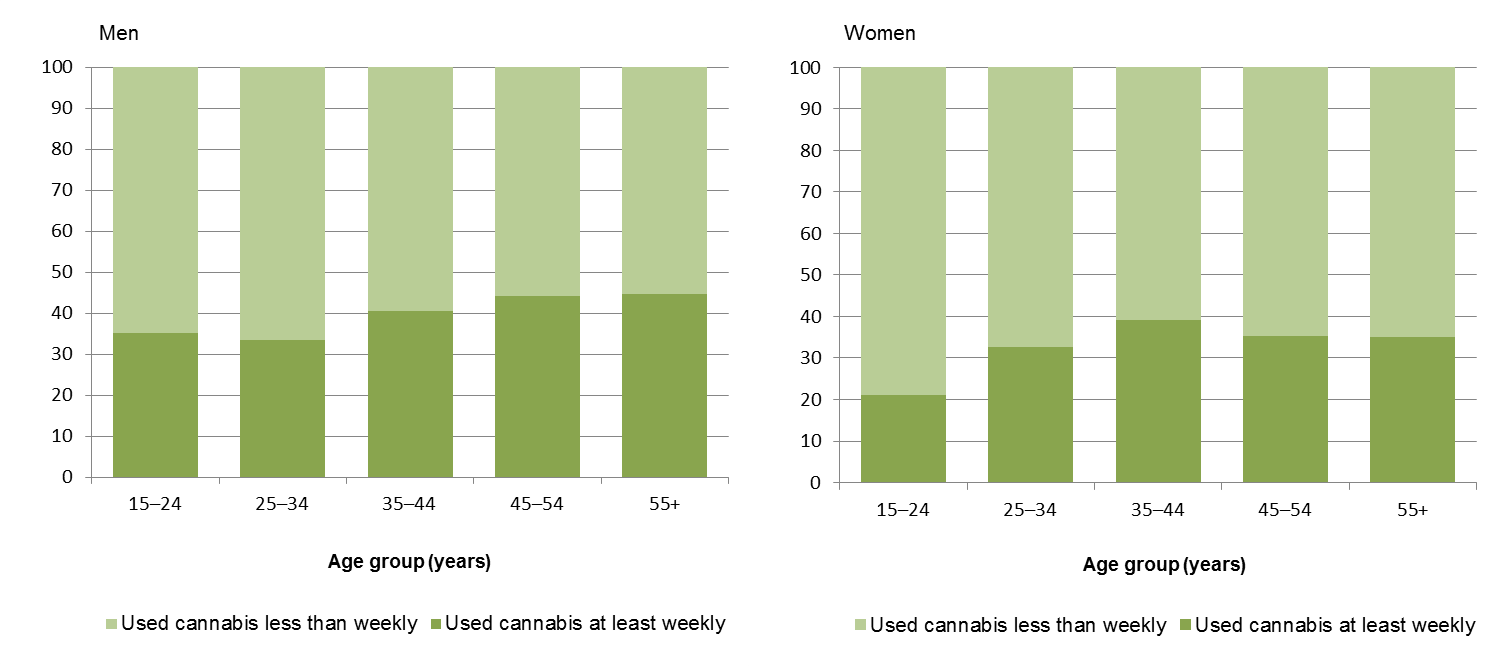 Men
100
90
80
70
60
50
40
30
20
10
0
15–24 25–34 35–44 45–54 55+
Age group (years)
Used cannabis less than weekly Used cannabis at least weekly
Women
100
90
80
70
60
50
40
30
20
10
0
15–24 25–34 35–44 45–54 55+
Age group (years)
Used cannabis less than weekly Used cannabis at least weekly